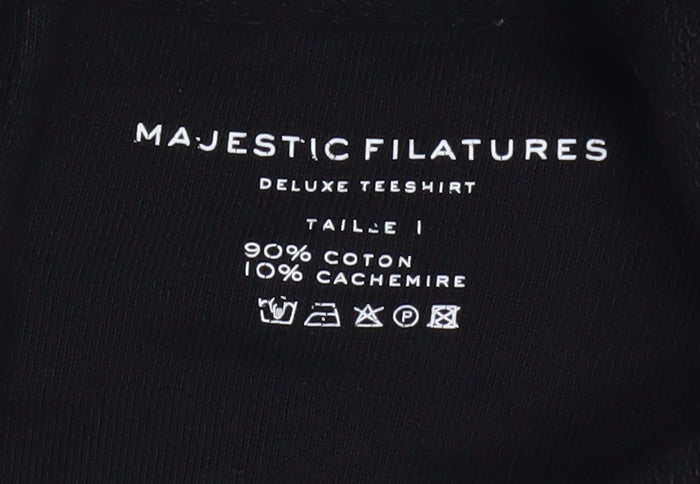 MAJESTIC FILATURES
DELUXE TEESHIRT
TAILLE 1
90% COTON
10% CACHEMIRE
P